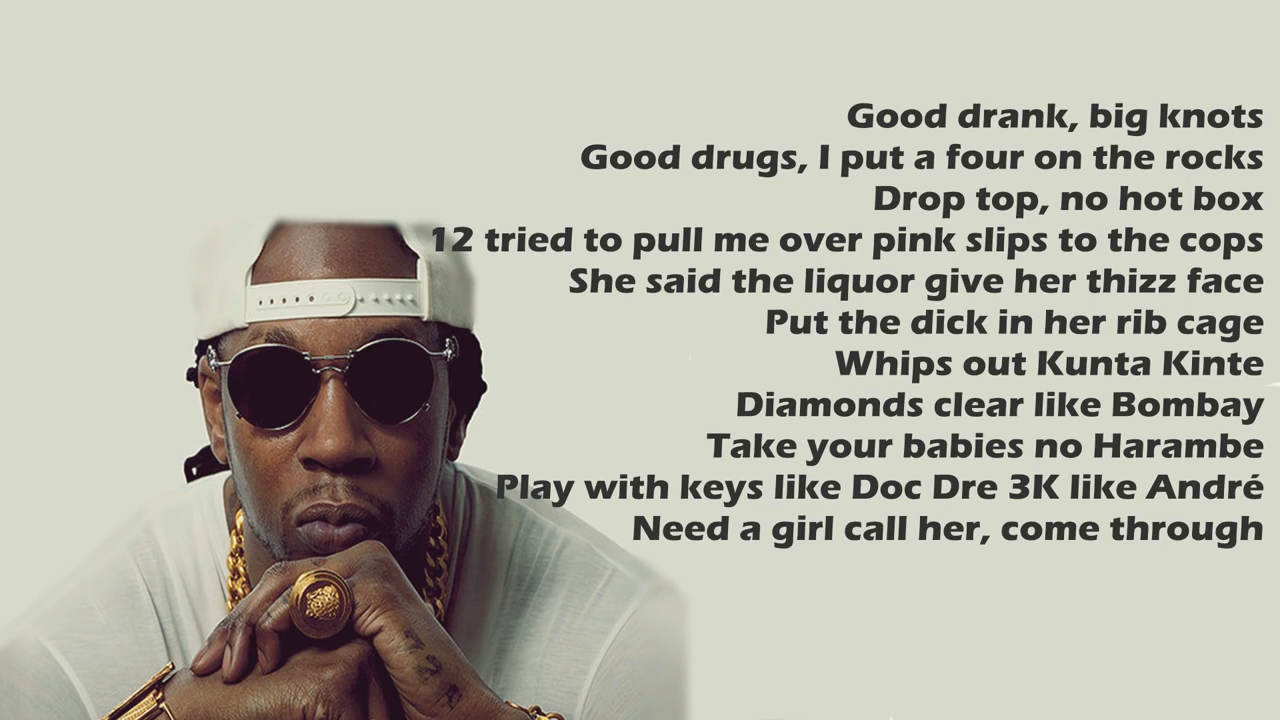 Good drank, big knots
Good drugs, I put a four on the rocks
Drop top, no hot box
12 tried to pull me over pink slips to the cops
She said the liquor give her thizz face
Put the dick in her rib cage
Whips out Kunta Kinte
Diamonds clear like Bombay
Take your babies no Harambe
Play with keys like Doc Dre 3K like André
Need a girl call her, come through